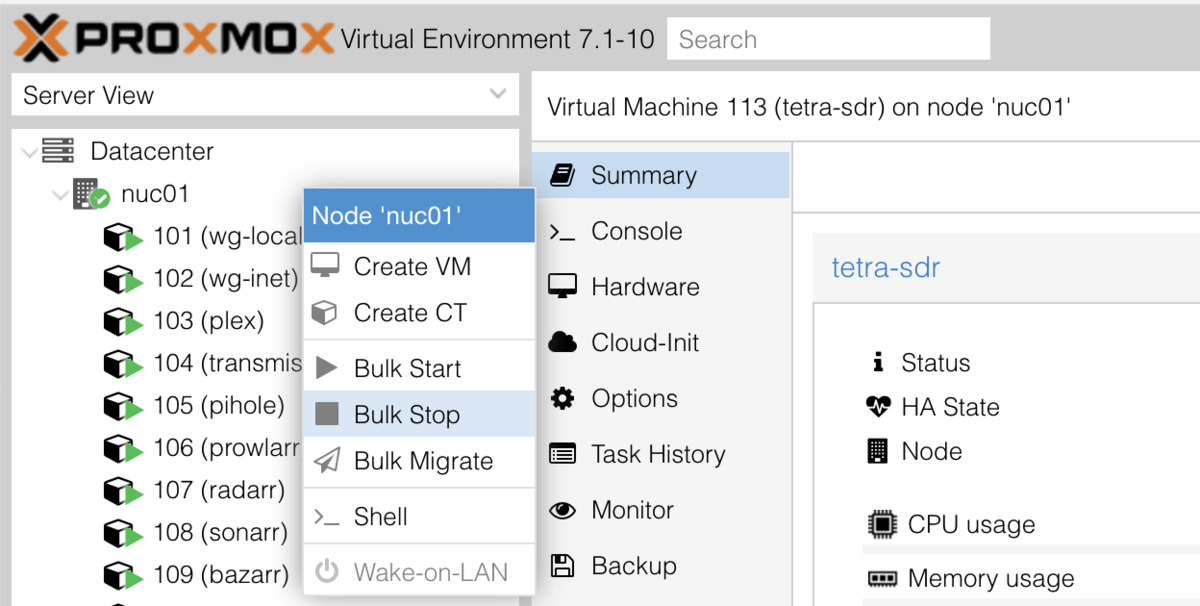 PROXMOX Virtual Environment 7.1-10 Search
Server View
Virtual Machine 113 (tetra-sdr) on node 'nuc01'
Datacenter
nuc01
101 (wg-local
102 (wg-inet)
103 (plex)
104 (transmis
105 (pihole)
106 (prowlarr
107 (radarr)
108 (sonarr)
109 (bazarr)
Node 'nuc01'
Create VM
Create CT
Bulk Start
Bulk Stop
Bulk Migrate
Shell
Wake-on-LAN
Summary
Console
Hardware
Cloud-Init
Options
Task History
Monitor
Backup
tetra-sdr
Status
HA State
Node
CPU usage
Memory usage